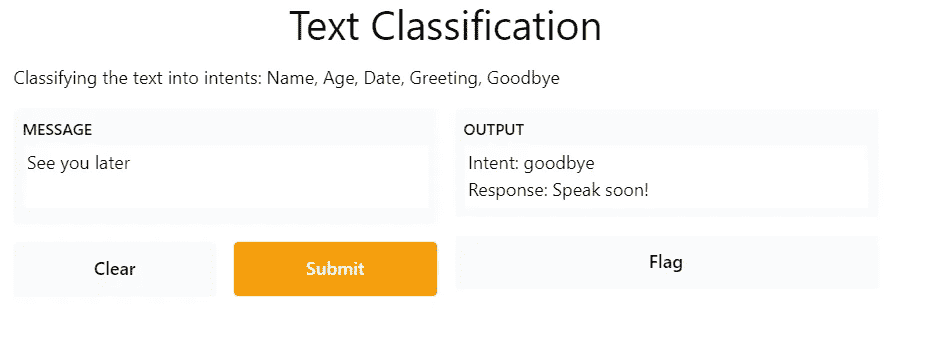 Text Classification
Classifying the text into intents: Name, Age, Date, Greeting, Goodbye
MESSAGE
See you later
Clear
Submit
OUTPUT
Intent: goodbye
Response: Speak soon!
Flag